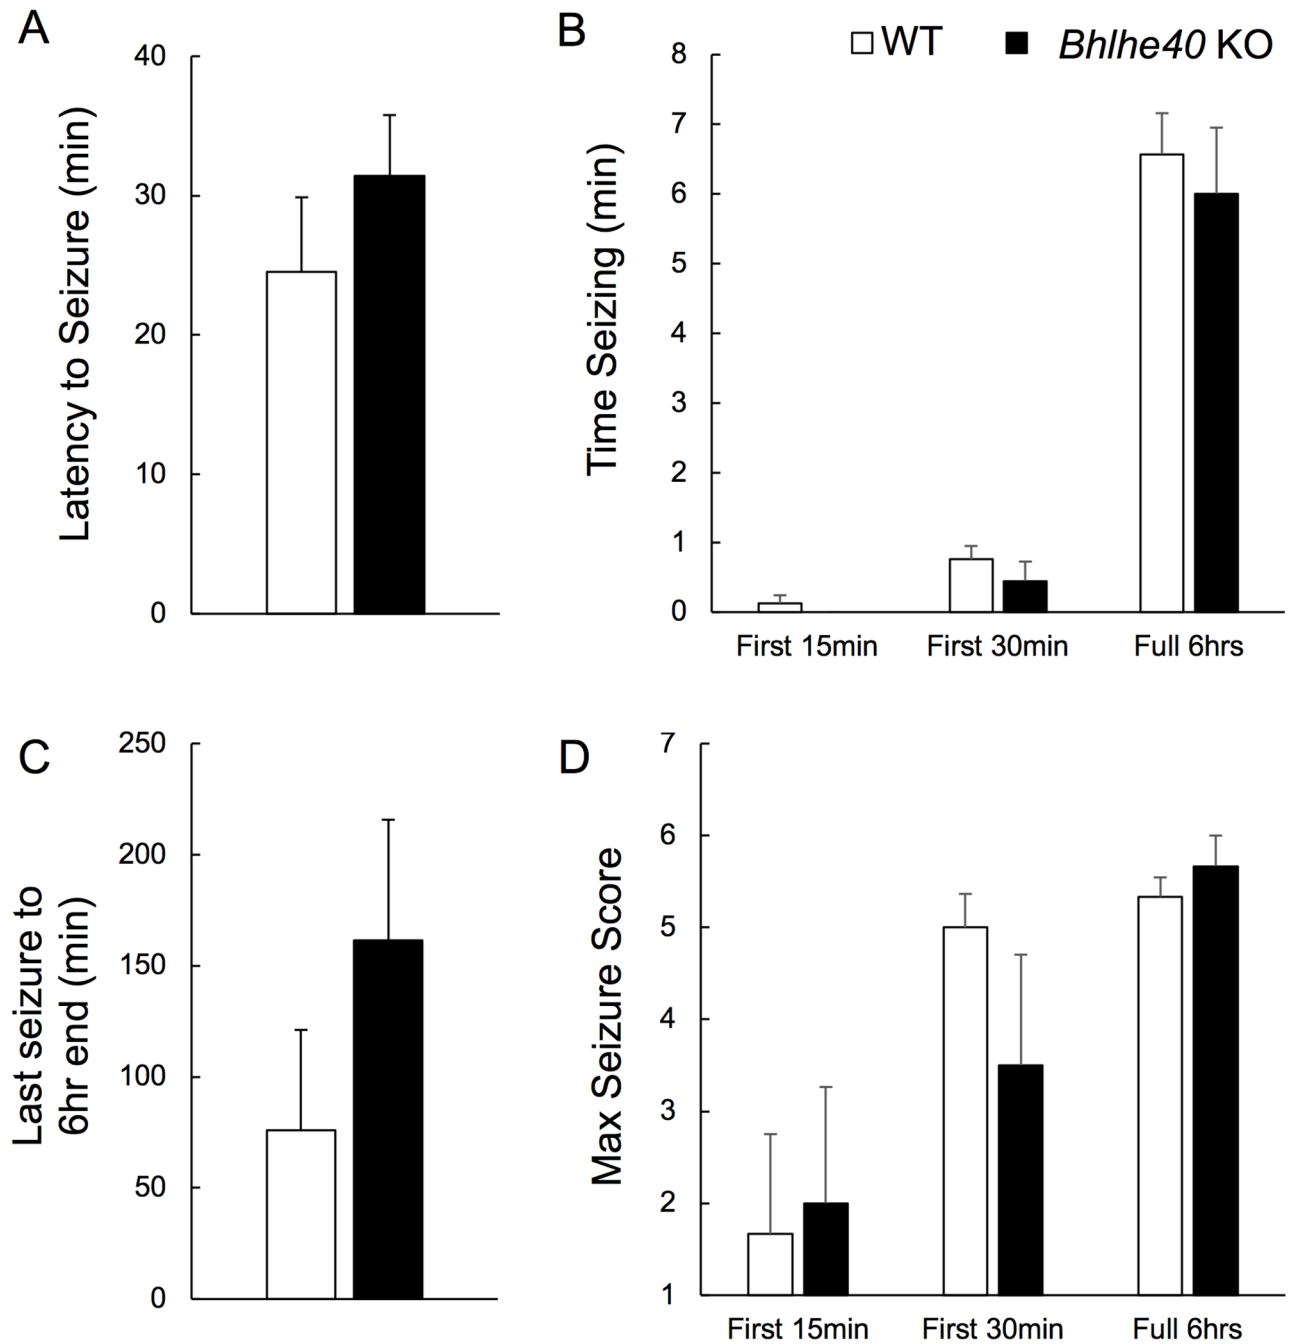 A
Latency to Seizure (min)
40
30
20
10
0
B
WT
Bhlhe40 KO
Time Seizing (min)
8
7
6
5
4
3
2
1
0
First 15min
First 30min
Full 6hrs
C
Last seizure to
6hr end (min)
250
200
150
100
50
0
D
Max Seizure Score
7
6
5
4
3
2
1
First 15min
First 30min
Full 6hrs